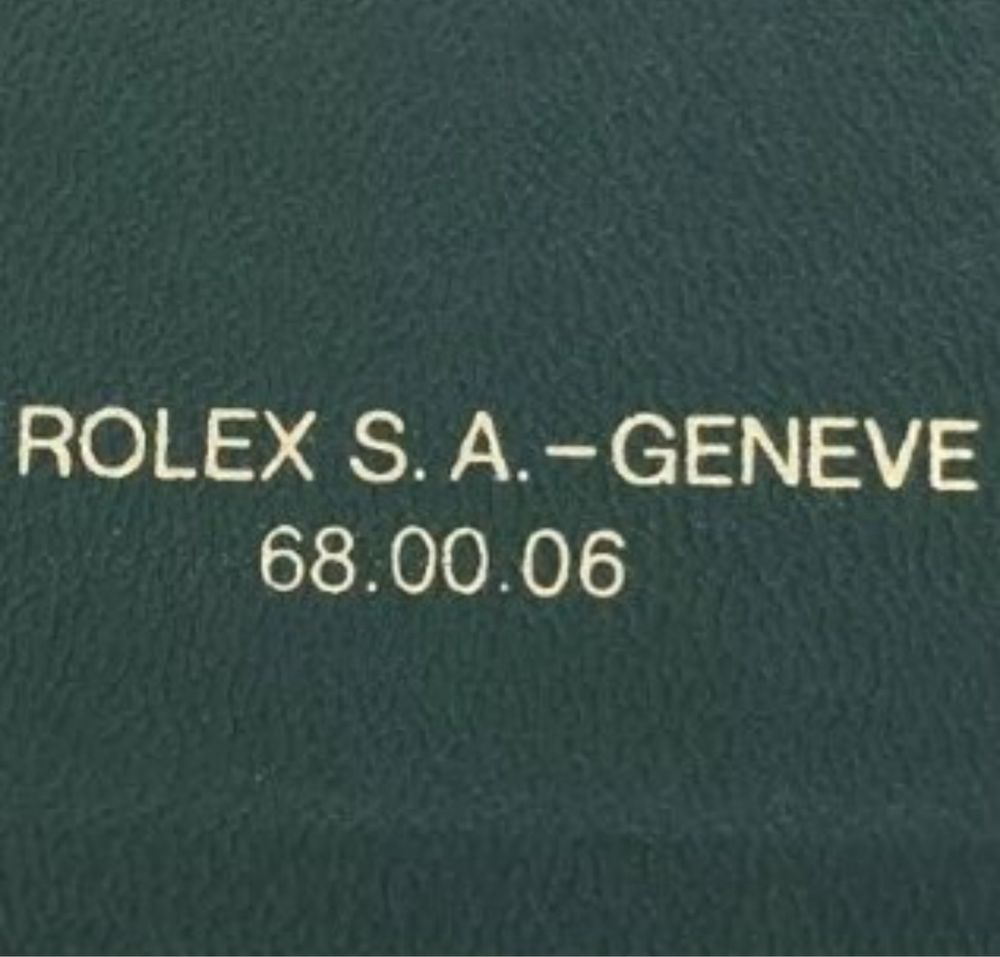 ROLEX S. A. –GENEVE
68.00.06